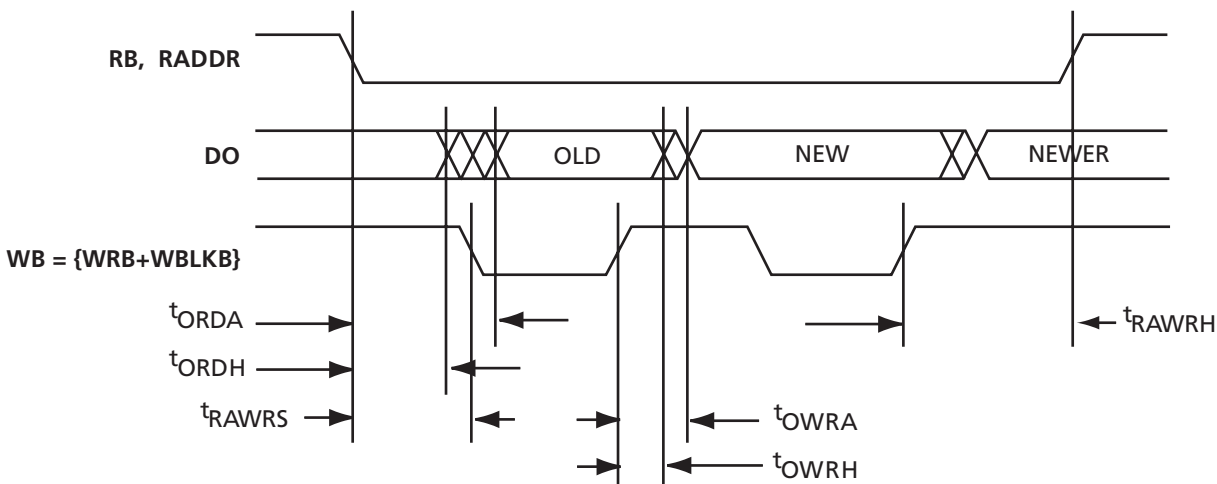 RB, RADDR
DO
OLD
NEW
NEWER
WB = {WRB+WBLKB}
tORDA
tRAWRH
tORDH
tRAWRS
tOWRA
tOWRH